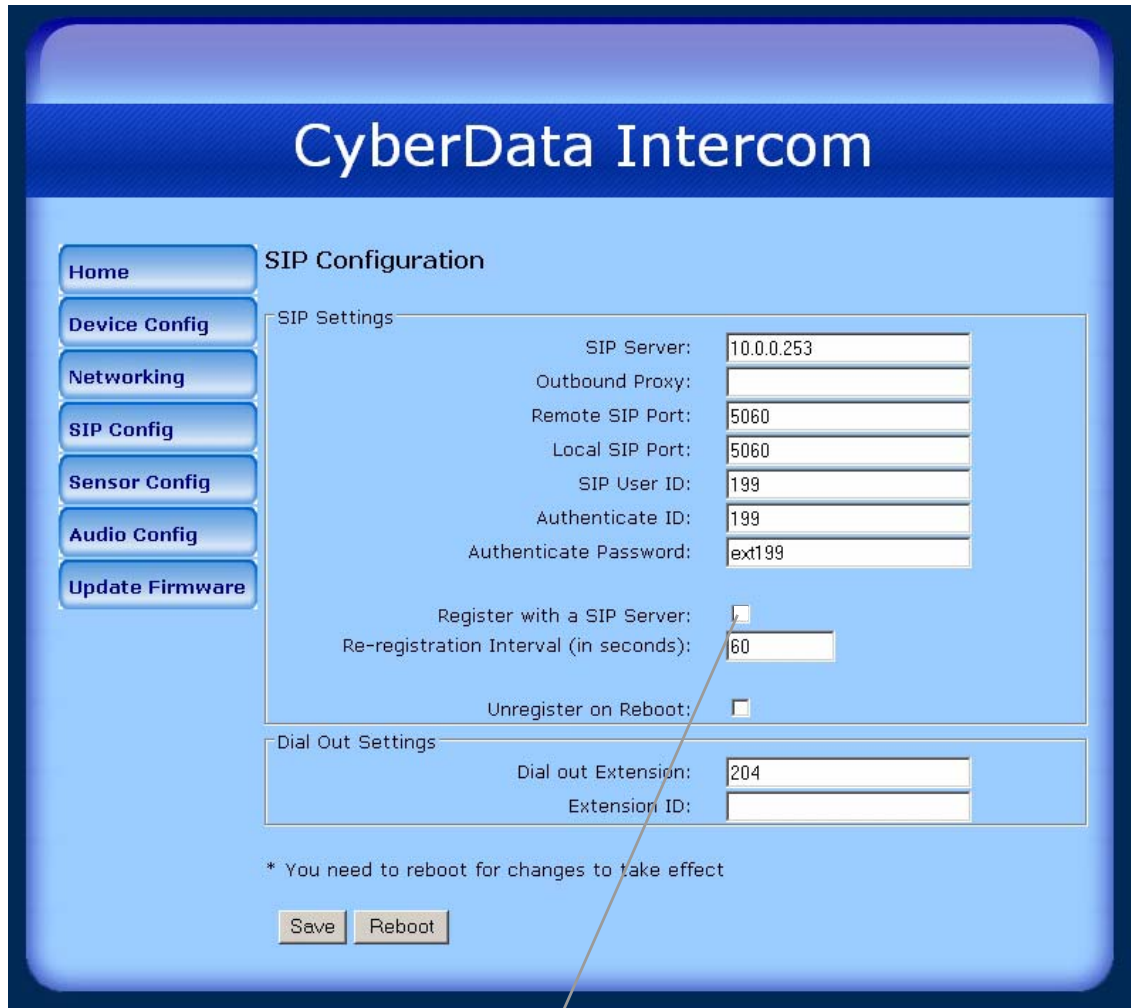 CyberData Intercom
Home
Device Config
Networking
SIP Config
Sensor Config
Audio Config
Update Firmware
SIP Configuration
SIP Settings
SIP Server: 10.0.0.253
Outbound Proxy:
Remote SIP Port: 5060
Local SIP Port: 5060
SIP User ID: 199
Authenticate ID: 199
Authenticate Password: ext199
Register with a SIP Server:
Re-registration Interval (in seconds): 60
Unregister on Reboot:
Dial Out Settings
Dial out Extension: 204
Extension ID:
* You need to reboot for changes to take effect
Save Reboot